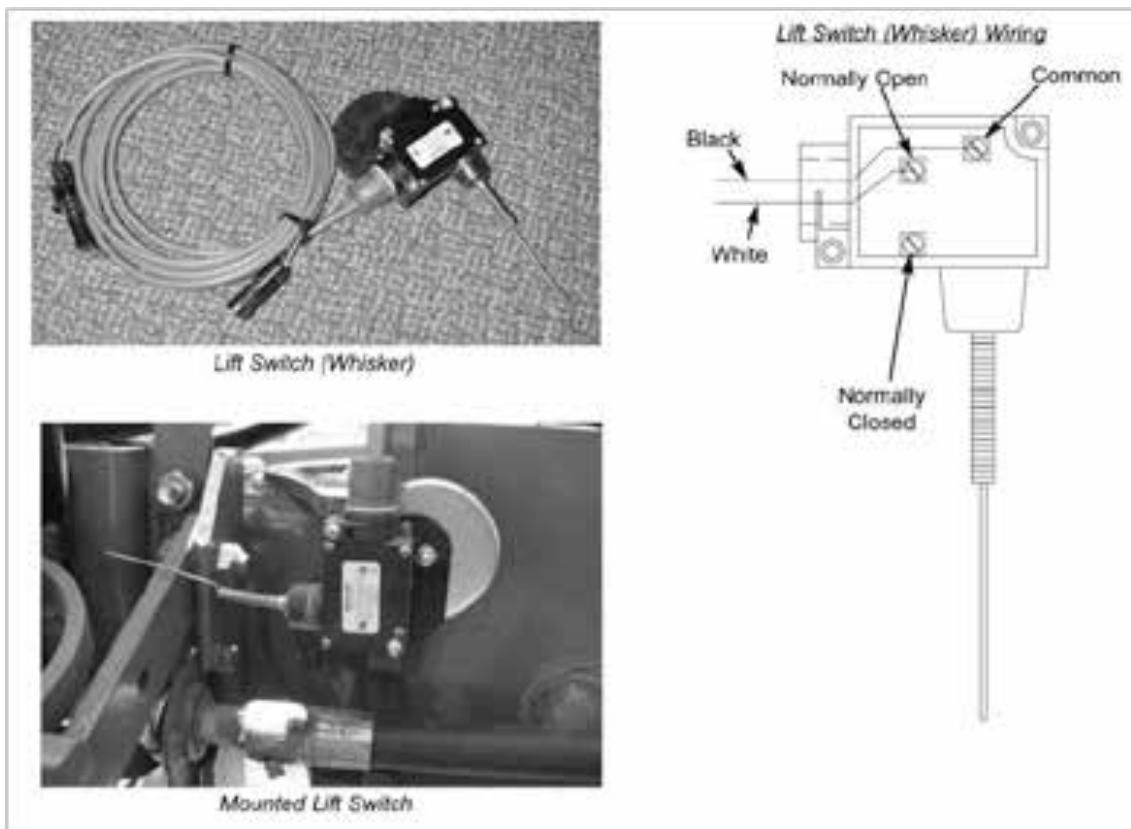 Lift Switch (Whisker) Wiring
Normally Open
Common
Black
White
Normally
Closed
Lift Switch (Whisker)
Mounted Lift Switch